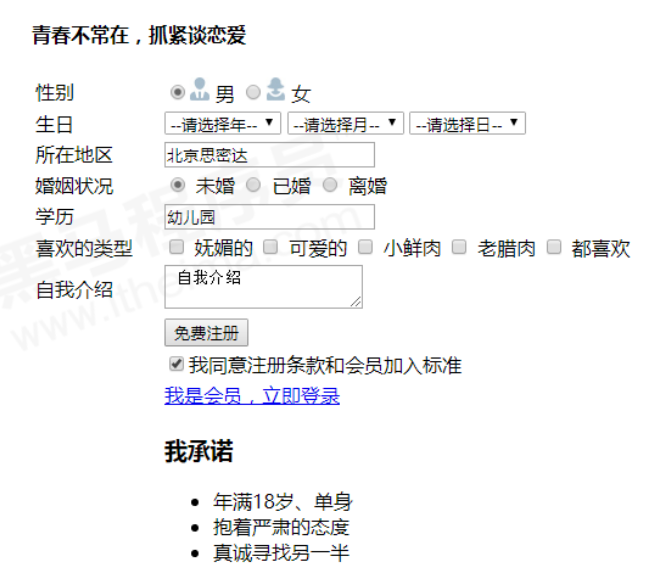 青春不常在，抓紧谈恋爱
性别 男 女
生日 --请选择年-- --请选择月-- --请选择日--
所在地区 北京思密达
婚姻状况 未婚 已婚 离婚
学历 幼儿园
喜欢的类型 妩媚的 可爱的 小鲜肉 老腊肉 都喜欢
自我介绍 自我介绍
免费注册
我同意注册条款和会员加入标准
我是会员，立即登录
我承诺
年满18岁、单身
抱着严肃的态度
真诚寻找另一半
黑马程序员